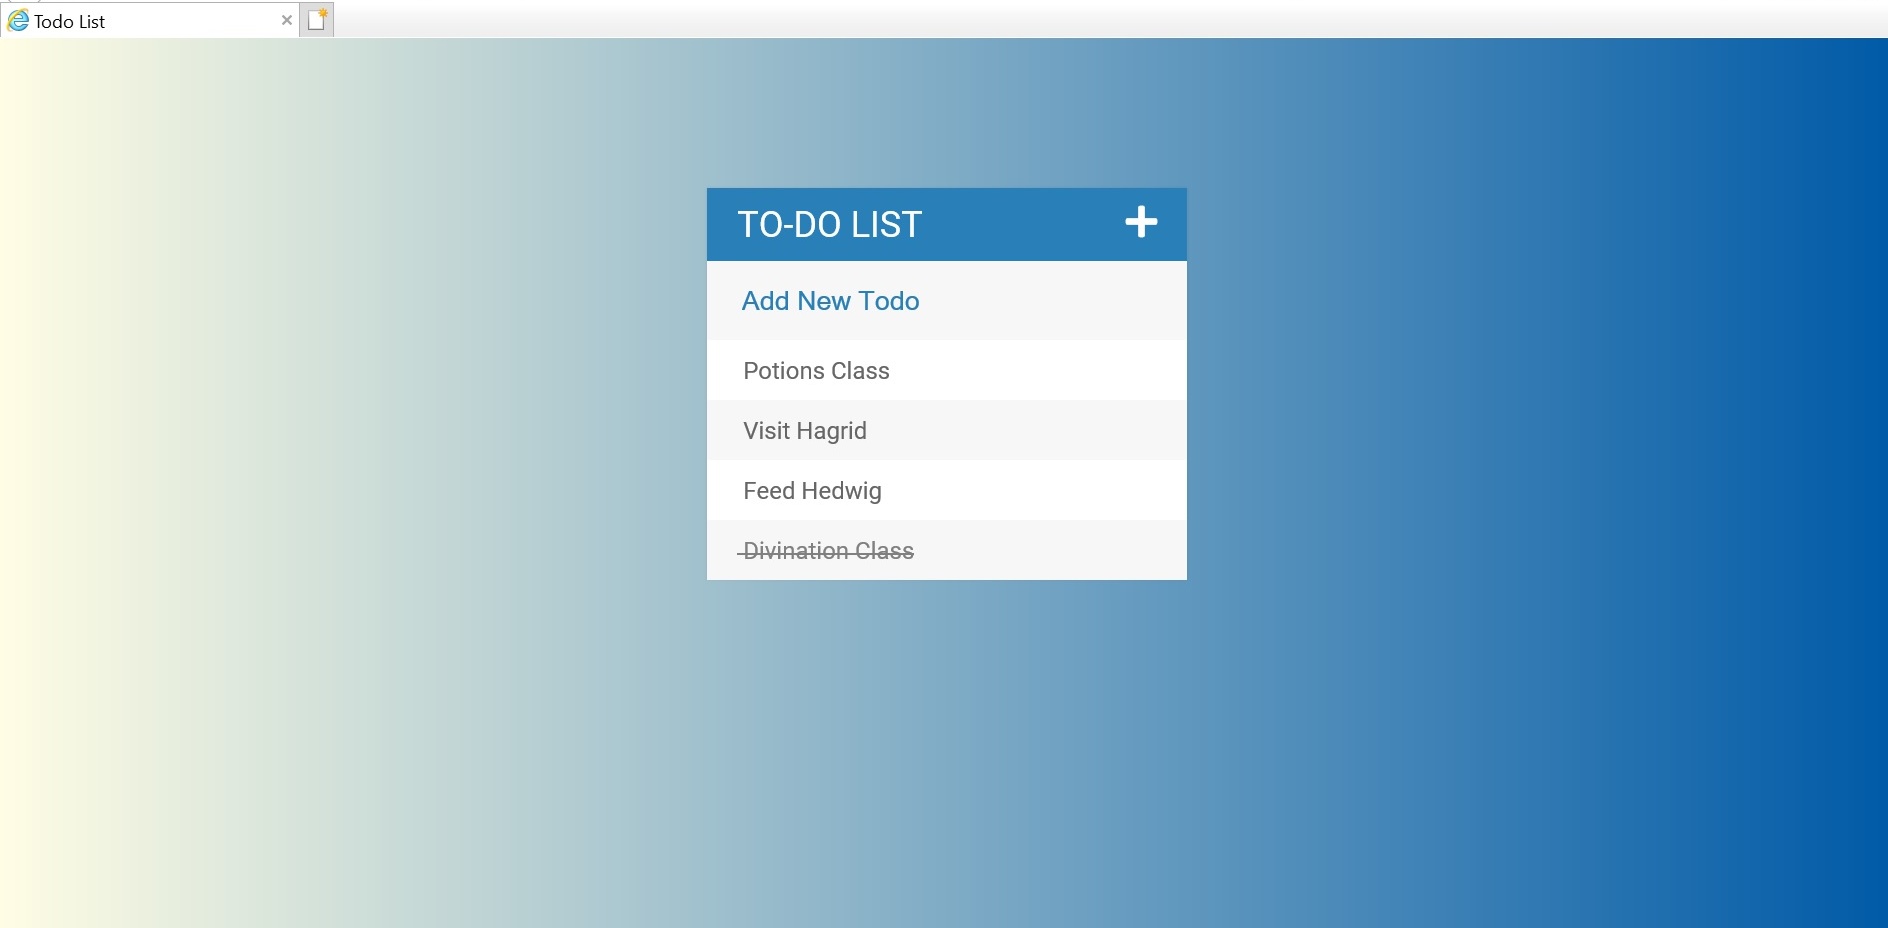 Todo List
TO-DO LIST
Add New Todo
Potions Class
Visit Hagrid
Feed Hedwig
Divination Class